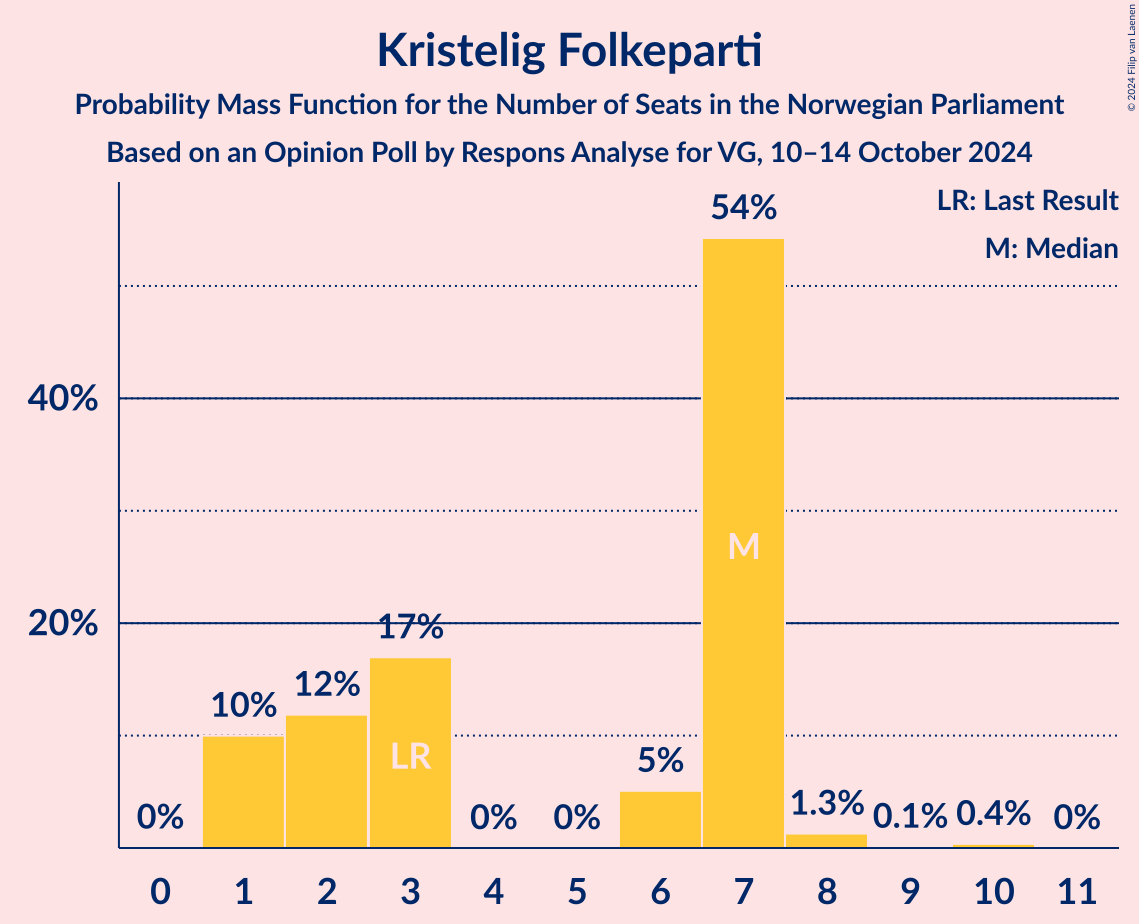 Kristelig Folkeparti
Probability Mass Function for the Number of Seats in the Norwegian Parliament
Based on an Opinion Poll by Respons Analyse for VG, 10–14 October 2024
© 2024 Filip van Laenen
LR: Last Result
M: Median
54%
40%
M
20%
17%
12%
10%
LR
5%
0%
0%
0%
1.3%
0.1%
0.4%
0%
0 1 2 3 4 5 6 7 8 9 10 11